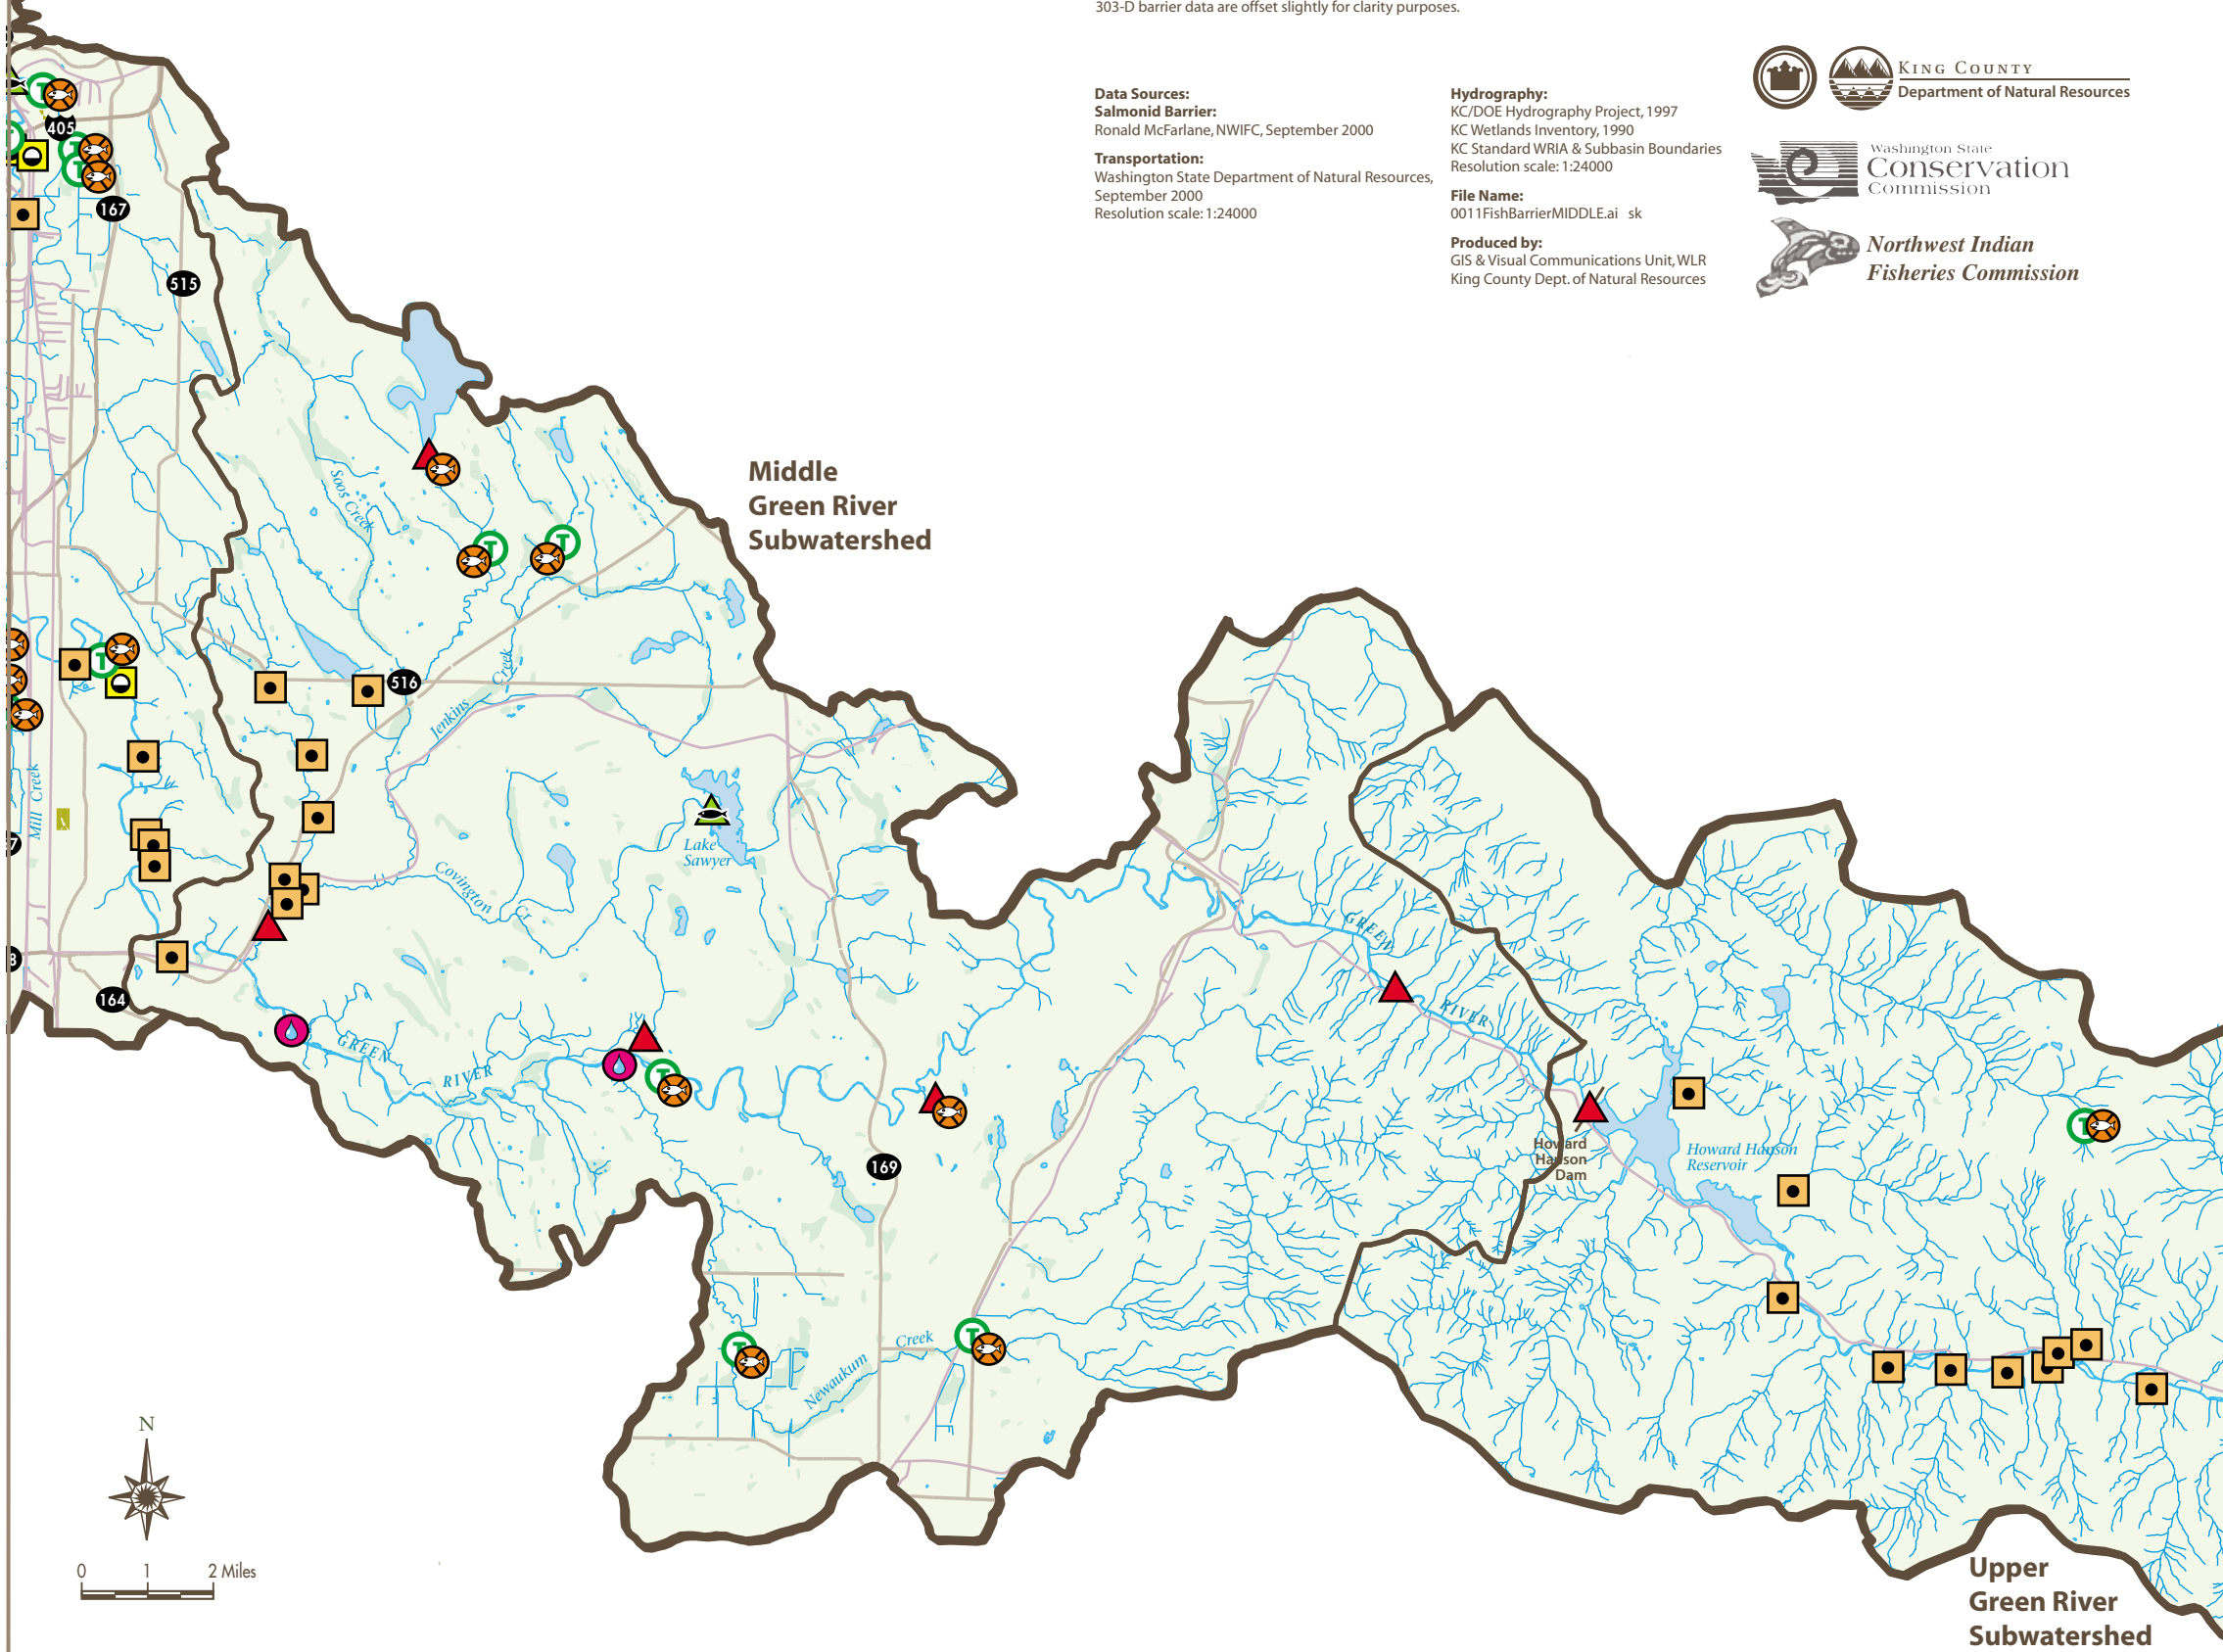 303-D barrier data are offset slightly for clarity purposes.
Data Sources:
Salmonid Barrier:
Ronald McFarlane, NWIFC, September 2000
Transportation:
Washington State Department of Natural Resources,
September 2000
Resolution scale: 1:24000
Hydrography:
KC/DOE Hydrography Project, 1997
KC Wetlands Inventory, 1990
KC Standard WRIA & Subbasin Boundaries
Resolution scale: 1:24000
File Name:
0011FishBarrierMIDDLE.ai sk
Produced by:
GIS & Visual Communications Unit, WLR
King County Dept. of Natural Resources
KING COUNTY
Department of Natural Resources
Washington State
Conservation
Commission
Northwest Indian
Fisheries Commission
T
405
T
T
167
515
Middle
Green River
Subwatershed
Soos Creek
T
T
T
516
Jenkins Creek
Mill Creek
7
Lake
Sawyer
Covington Cr.
GREEN RIVER
8
164
GREEN RIVER
T
169
Howard
Hanson
Dam
Howard Hanson
Reservoir
T
T
T
Newaukum Creek
N
0 1 2 Miles
Upper
Green River
Subwatershed